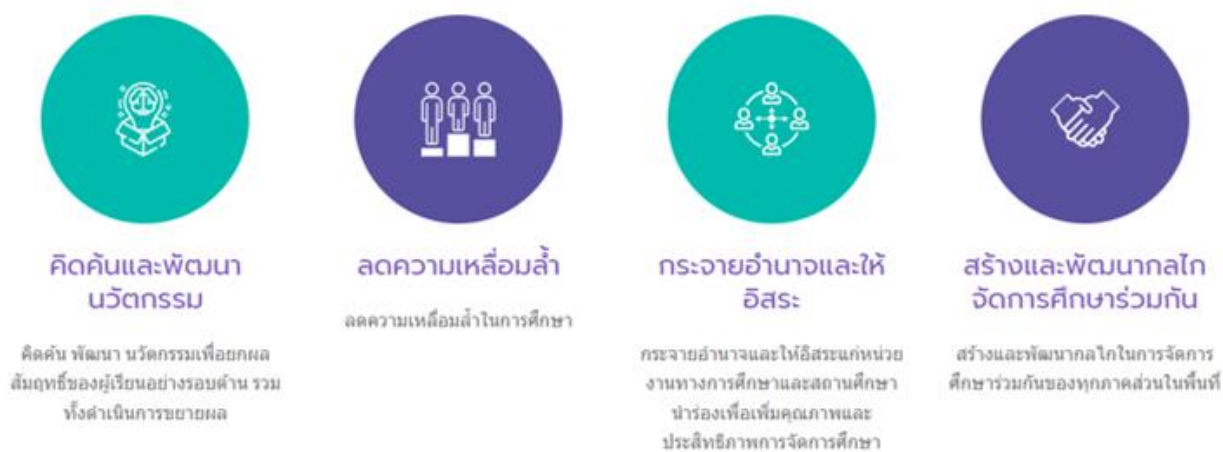 คิดค้นและพัฒนา
นวัตกรรม
คิดค้น พัฒนา นวัตกรรมเพื่อยกผล
สัมฤทธิ์ของผู้เรียนอย่างรอบด้าน รวม
ทั้งดำเนินการขยายผล
ลดความเหลื่อมล้ำ
ลดความเหลื่อมล้ำในการศึกษา
กระจายอำนาจและให้
อิสระ
กระจายอำนาจและให้อิสระแก่หน่วย
งานทางการศึกษาและสถานศึกษา
นำร่องเพื่อเพิ่มคุณภาพและ
ประสิทธิภาพการจัดการศึกษา
สร้างและพัฒนากลไก
จัดการศึกษาร่วมกัน
สร้างและพัฒนากลไกในการจัดการ
ศึกษาร่วมกันของทุกภาคส่วนในพื้นที่